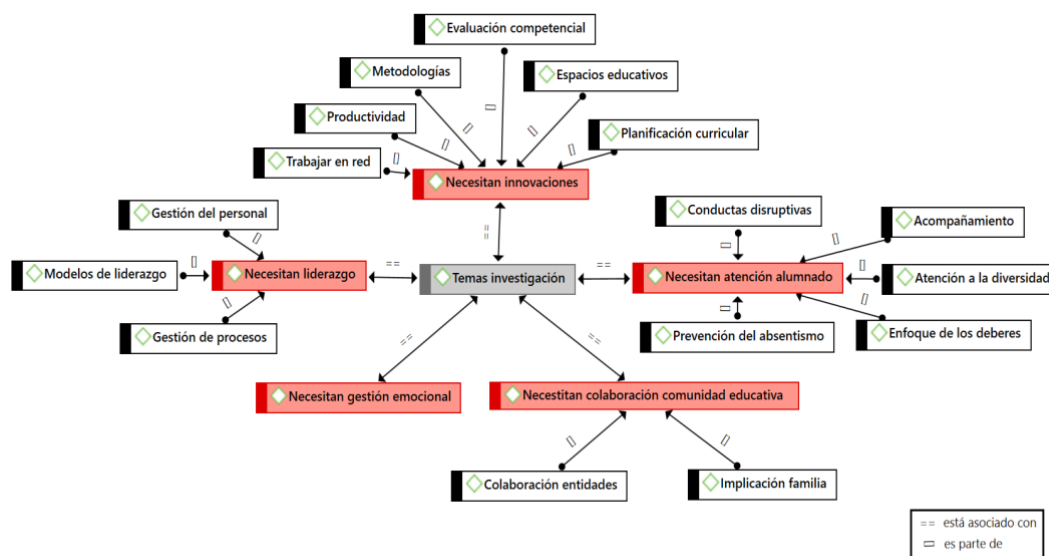 Evaluación competencial
Metodologías
Espacios educativos
Productividad
Planificación curricular
Trabajar en red
Necesitan innovaciones
Gestión del personal
Conductas disruptivas
Acompañamiento
Modelos de liderazgo
Necesitan liderazgo
==
Temas investigación
==
Necesitan atención alumnado
Atención a la diversidad
==
Gestión de procesos
Prevención del absentismo
Enfoque de los deberes
==
==
Necesitan gestión emocional
Necestitan colaboración comunidad educativa
Colaboración entidades
Implicación familia
== está asociado con
▭ es parte de